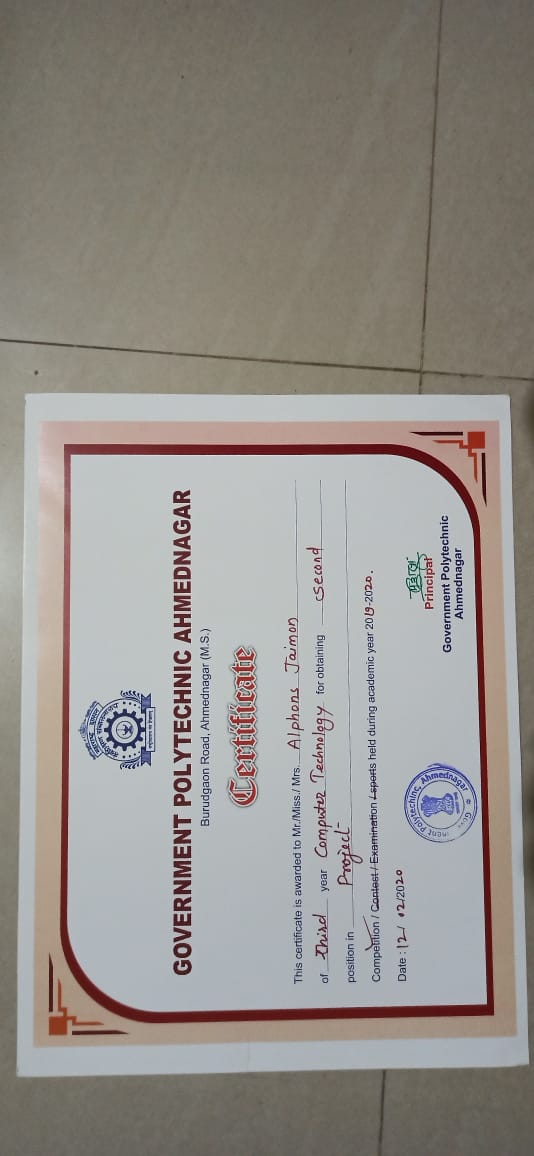 GOVERNMENT POLYTECHNIC AHMEDNAGAR
Burudgaon Road, Ahmednagar (M.S.)
Certificate
This certificate is awarded to Mr./Miss./ Mrs. Alphons Jaimon
of third year Computer Technology for obtaining second
position in Project
Competition / Contest / Examination / sports held during academic year 2019-2020.
Date : 12/ 02/2020
Principal
Government Polytechnic
Ahmednagar
Polytechinc, Ahmednagar